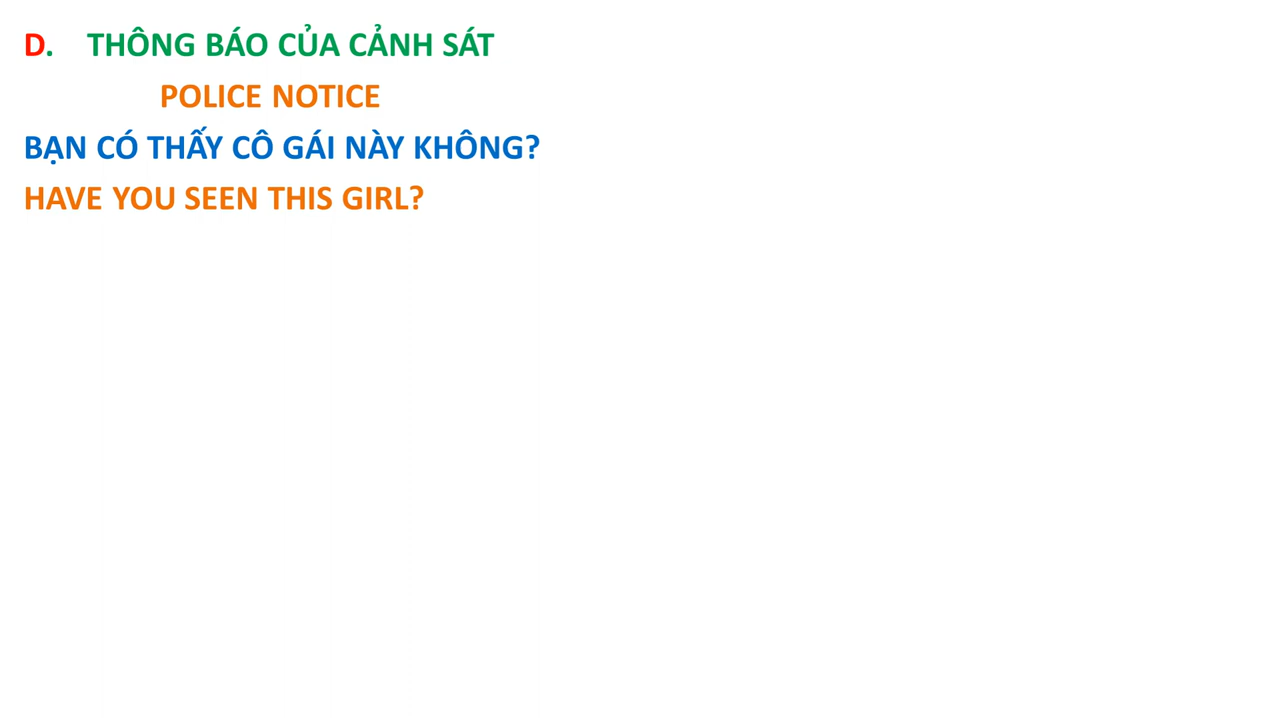 D. THÔNG BÁO CỦA CẢNH SÁT
POLICE NOTICE
BẠN CÓ THẤY CÔ GÁI NÀY KHÔNG?
HAVE YOU SEEN THIS GIRL?